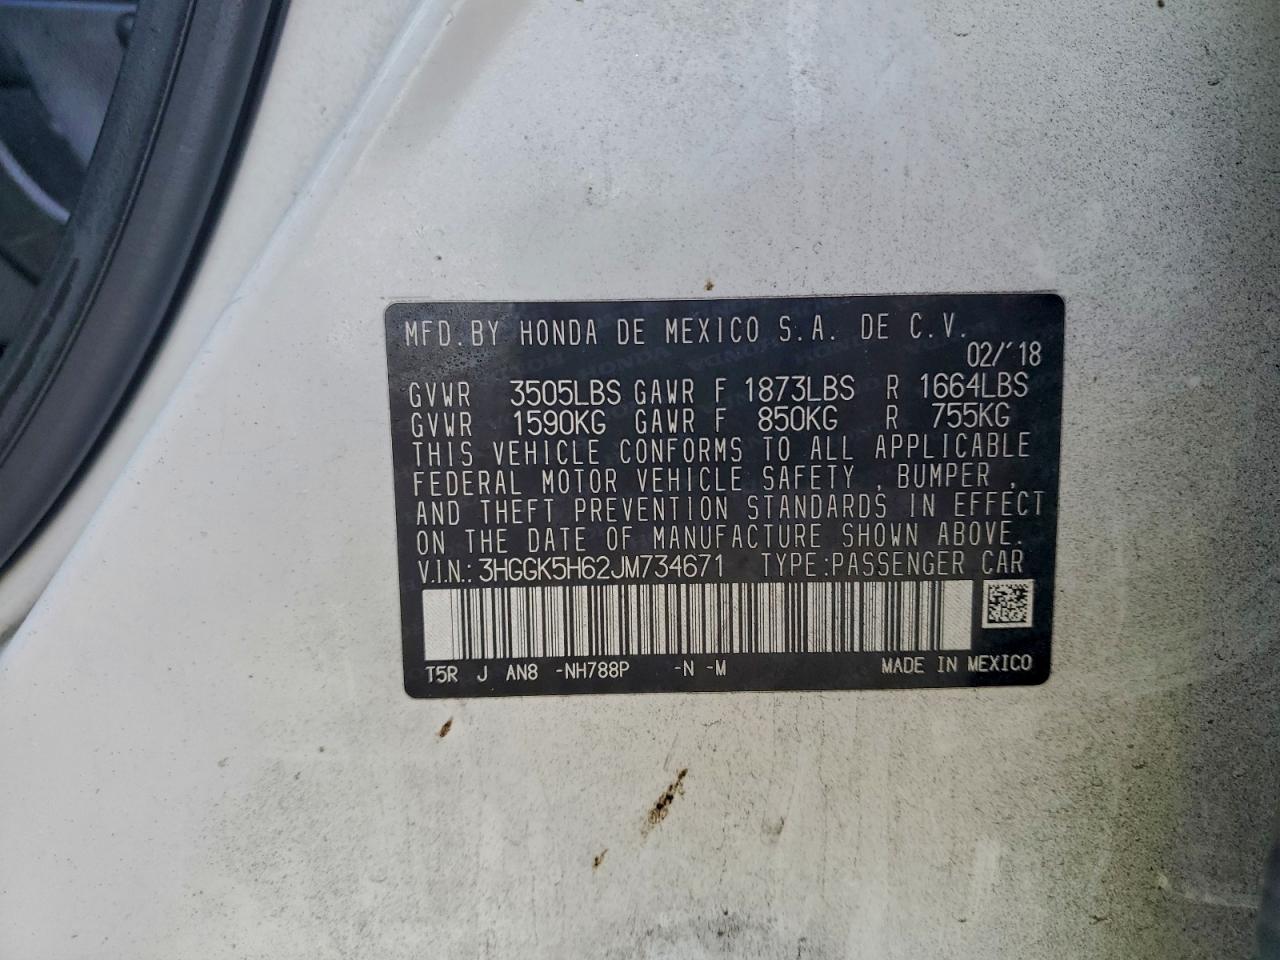 MFD.BY HONDA DE MEXICO S.A. DE C.V.
02/'18
GVWR 3505LBS GAWR F 1873LBS R 1664LBS
GVWR 1590KG GAWR F 850KG R 755KG
THIS VEHICLE CONFORMS TO ALL APPLICABLE
FEDERAL MOTOR VEHICLE SAFETY , BUMPER ,
AND THEFT PREVENTION STANDARDS IN EFFECT
ON THE DATE OF MANUFACTURE SHOWN ABOVE.
V.I.N.: 3HGGK5H62JM734671 TYPE:PASSENGER CAR
T5R J AN8 -NH788P -N -M MADE IN MEXICO